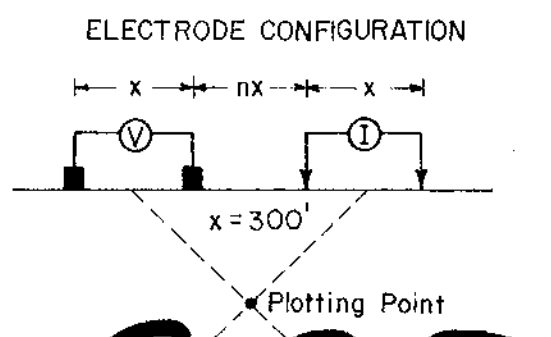 ELECTRODE CONFIGURATION
x nx x
V I
x = 300'
Plotting Point